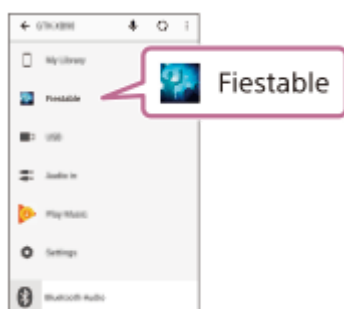 GTK-XB90
My Library
Fiestable
Fiestable
USB
Audio in
Play Music
Settings
Bluetooth Audio